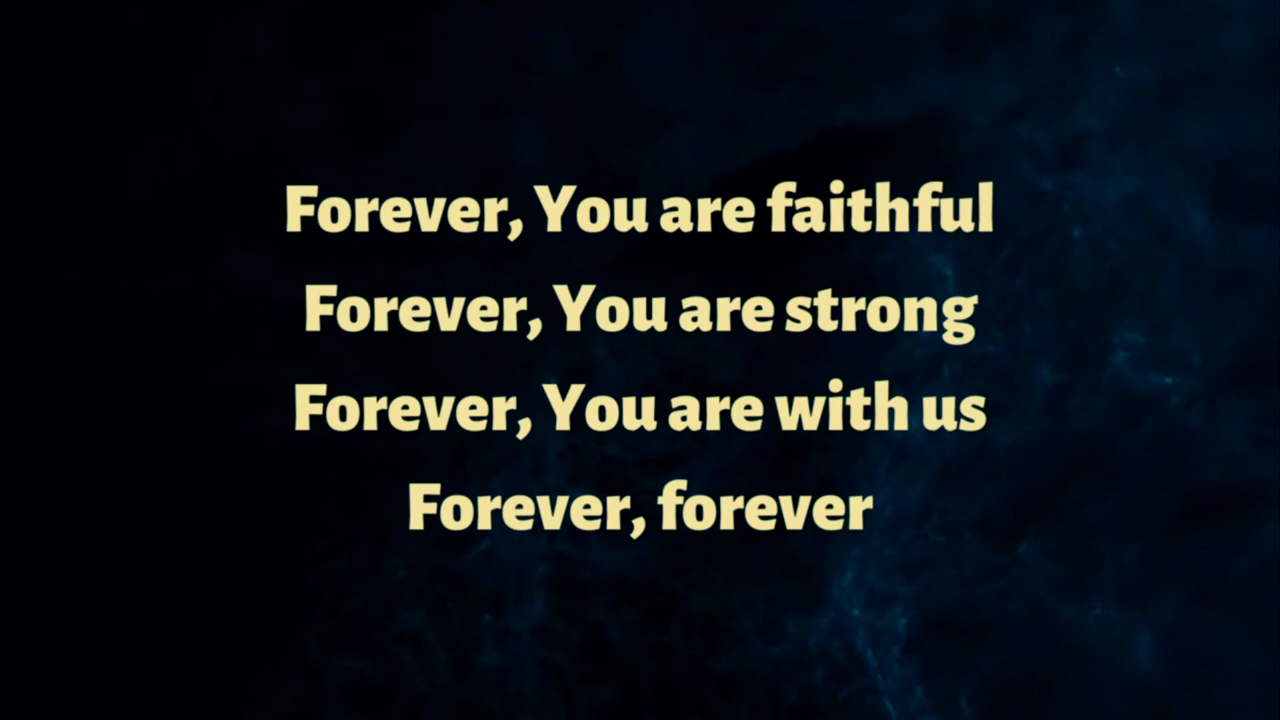 Forever, You are faithful
Forever, You are strong
Forever, You are with us
Forever, forever